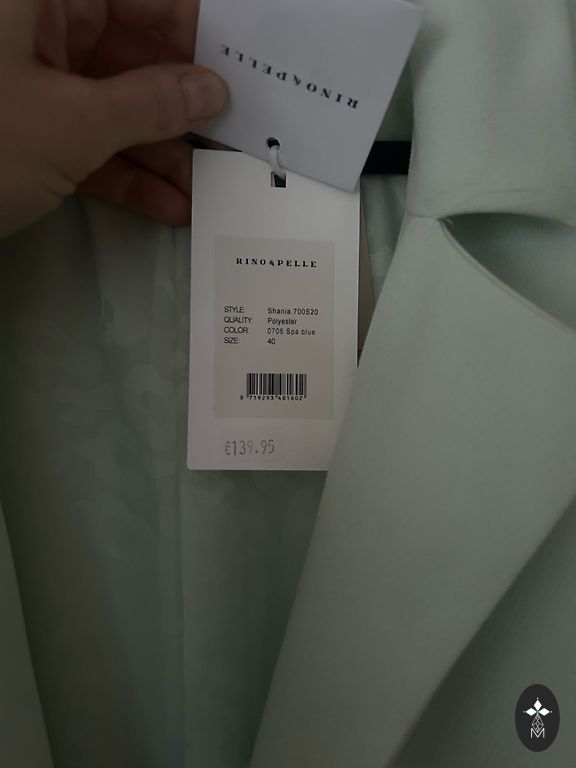 RINO&PELLE
RINO&PELLE
STYLE: Shania 700S20
QUALITY: Polyester
COLOR: 0706 Spa blue
SIZE: 40
8 719293 481602
€139.95
M